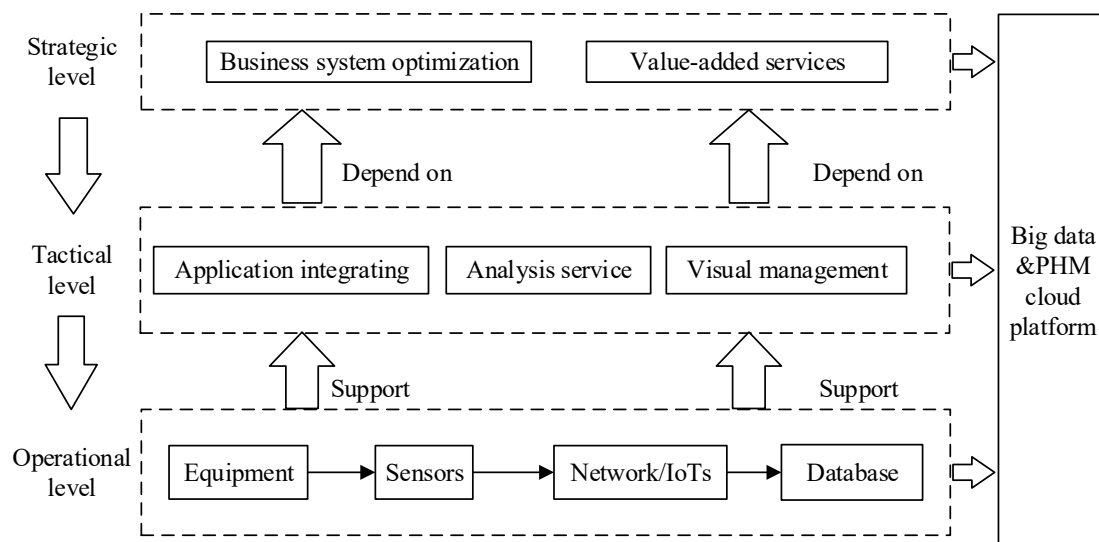 Strategic
level
Business system optimization
Value-added services
Depend on
Depend on
Tactical
level
Application integrating
Analysis service
Visual management
Big data
&PHM
cloud
platform
Support
Support
Operational
level
Equipment
Sensors
Network/IoTs
Database